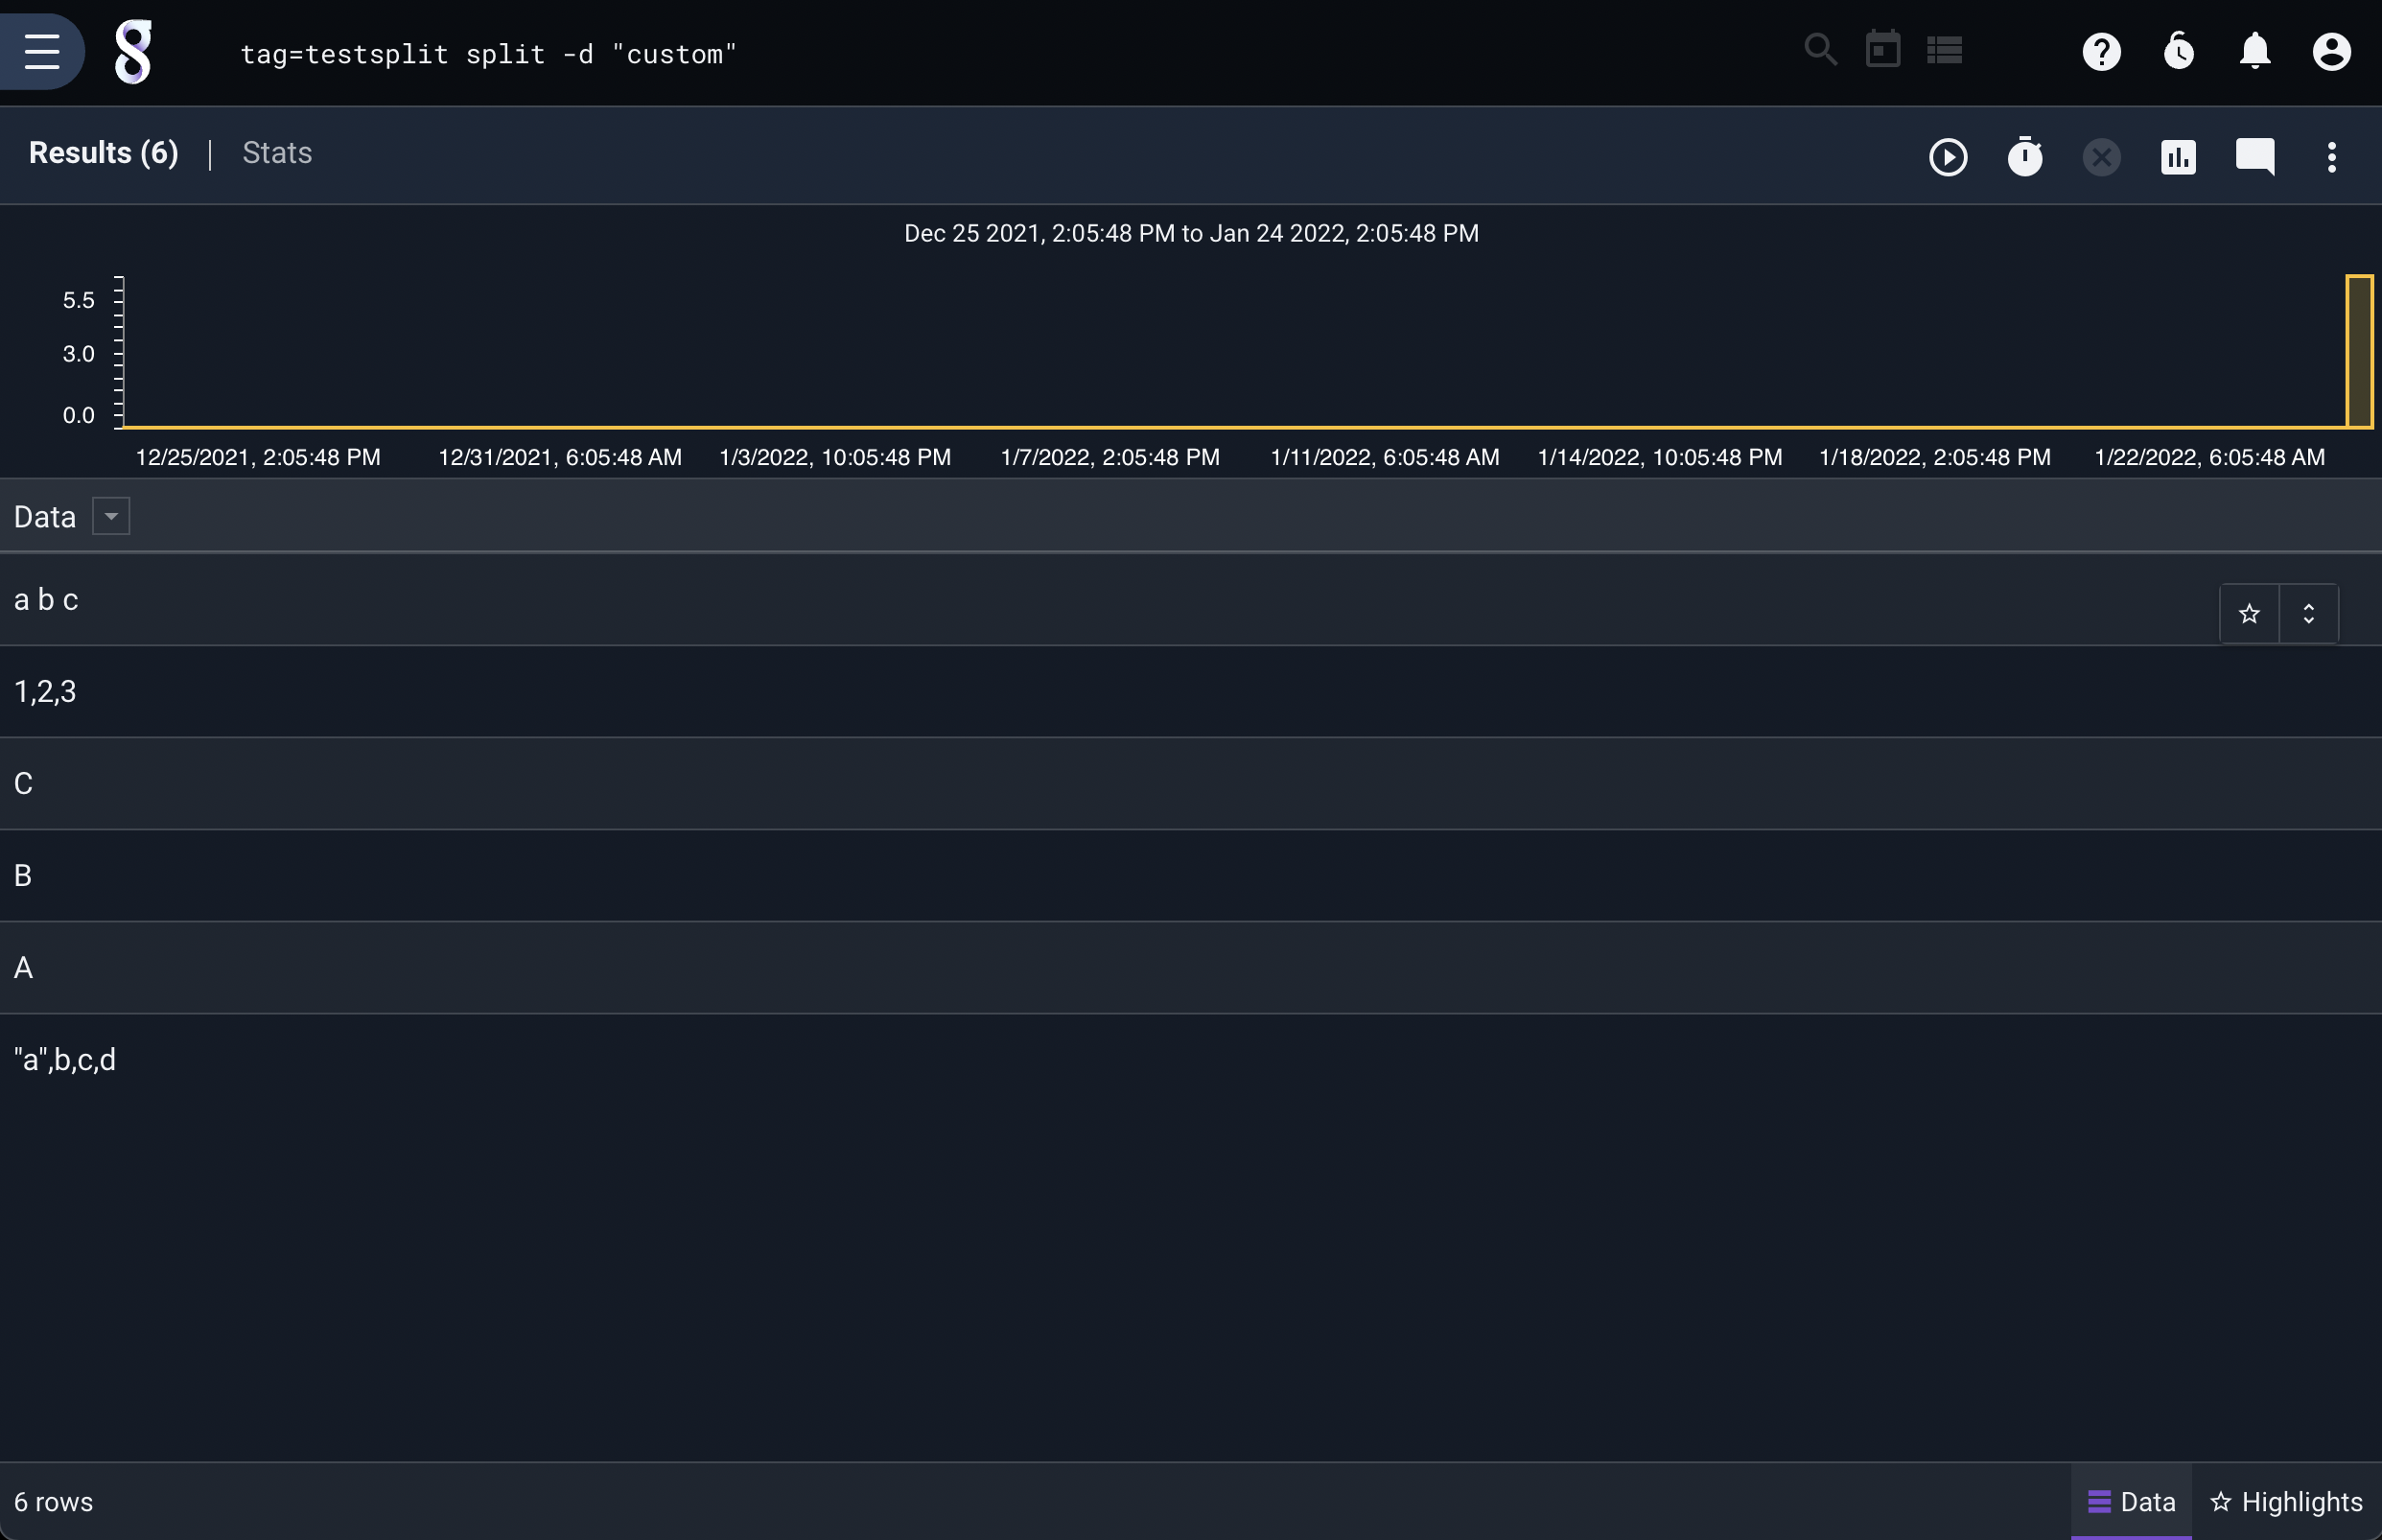 tag=testsplit split -d "custom"
Results (6) | Stats
Dec 25 2021, 2:05:48 PM to Jan 24 2022, 2:05:48 PM
5.5
3.0
0.0
12/25/2021, 2:05:48 PM 12/31/2021, 6:05:48 AM 1/3/2022, 10:05:48 PM 1/7/2022, 2:05:48 PM 1/11/2022, 6:05:48 AM 1/14/2022, 10:05:48 PM 1/18/2022, 2:05:48 PM 1/22/2022, 6:05:48 AM
Data
a b c
1,2,3
C
B
A
"a",b,c,d
6 rows Data Highlights